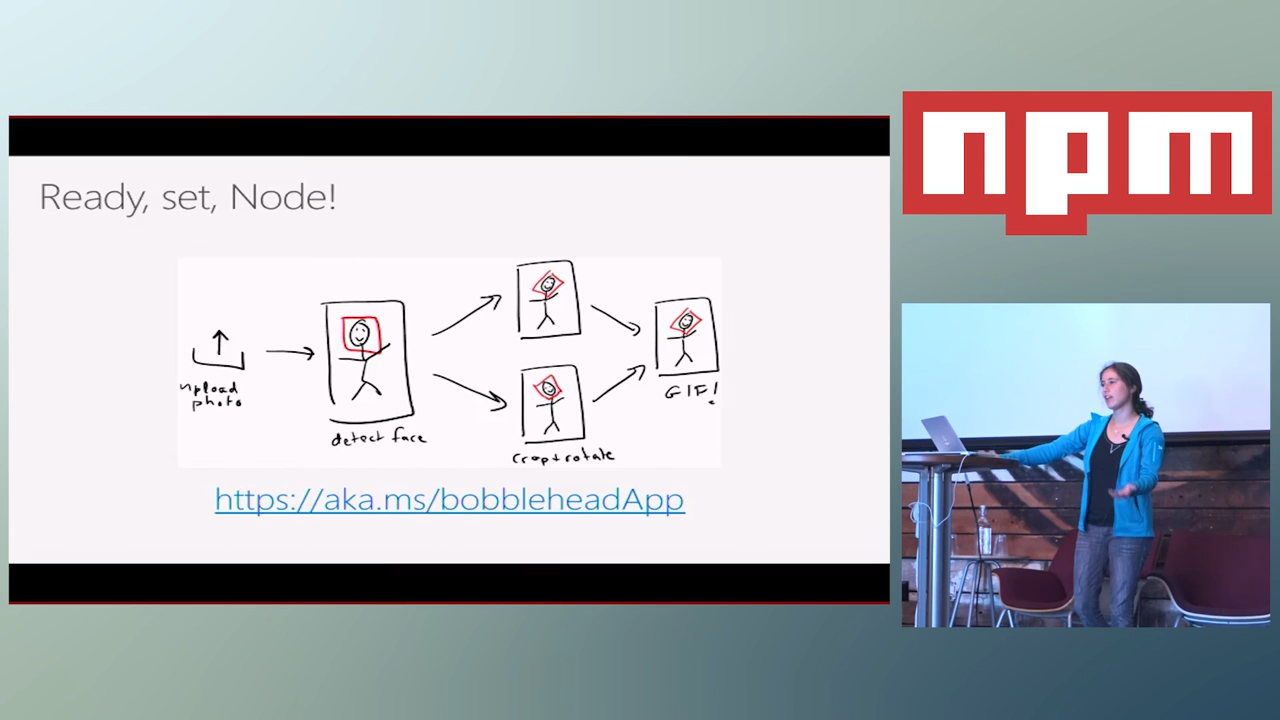 Ready, set, Node!
upload
photo
detect face
crop+rotate
GIF!
https://aka.ms/bobbleheadApp
npm